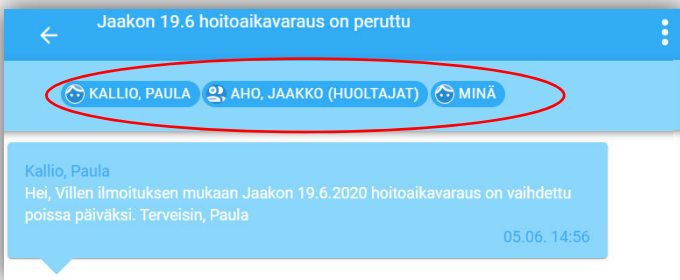 Jaakon 19.6 hoitoaikavaraus on peruttu
KALLIO, PAULA AHO, JAAKKO (HUOLTAJAT) MINÄ
Kallio, Paula
Hei, Villen ilmoituksen mukaan Jaakon 19.6.2020 hoitoaikavaraus on vaihdettu
poissa päiväksi. Terveisin, Paula
05.06. 14:56